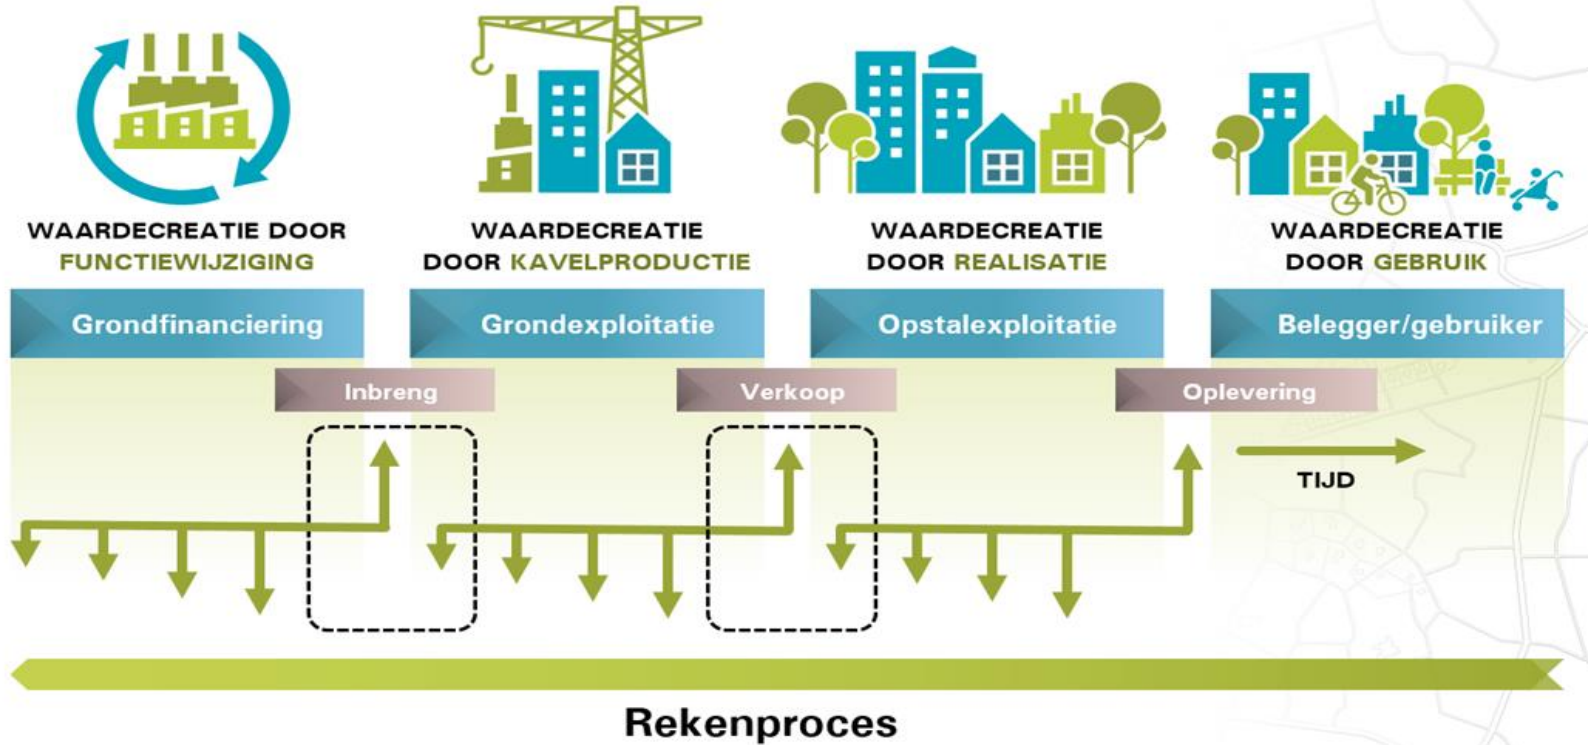 WAARDECREATIE DOOR
FUNCTIEWIJZIGING
WAARDECREATIE
DOOR KAVELPRODUCTIE
WAARDECREATIE
DOOR REALISATIE
WAARDECREATIE
DOOR GEBRUIK
Grondfinanciering
Grondexploitatie
Opstalexploitatie
Belegger/gebruiker
Inbreng
Verkoop
Oplevering
TIJD
Rekenproces